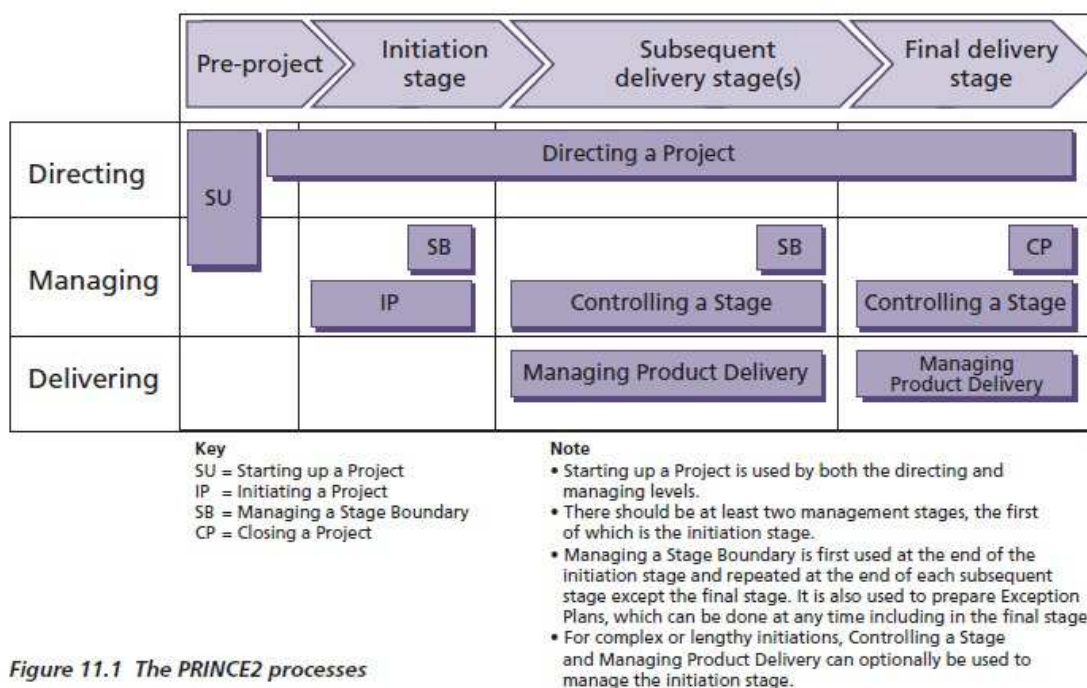 Pre-project
Initiation
stage
Subsequent
delivery stage(s)
Final delivery
stage
Directing
SU
Directing a Project
Managing
SB
SB
CP
IP
Controlling a Stage
Controlling a Stage
Delivering
Managing Product Delivery
Managing
Product Delivery
Key
SU = Starting up a Project
IP = Initiating a Project
SB = Managing a Stage Boundary
CP = Closing a Project
Note
• Starting up a Project is used by both the directing and
managing levels.
• There should be at least two management stages, the first
of which is the initiation stage.
• Managing a Stage Boundary is first used at the end of the
initiation stage and repeated at the end of each subsequent
stage except the final stage. It is also used to prepare Exception
Plans, which can be done at any time including in the final stage
• For complex or lengthy initiations, Controlling a Stage
and Managing Product Delivery can optionally be used to
manage the initiation stage.
Figure 11.1 The PRINCE2 processes